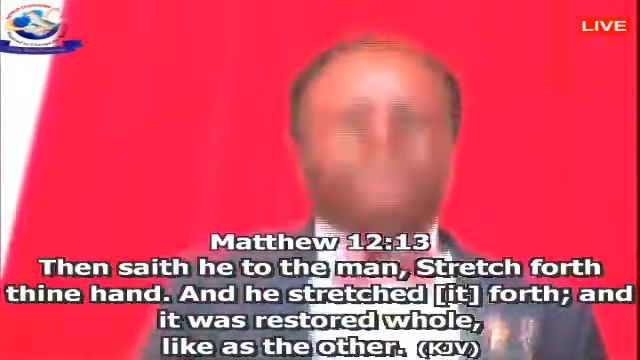 LIVE
Matthew 12:13
Then saith he to the man, Stretch forth
thine hand. And he stretched [it] forth; and
it was restored whole,
like as the other. (KJV)